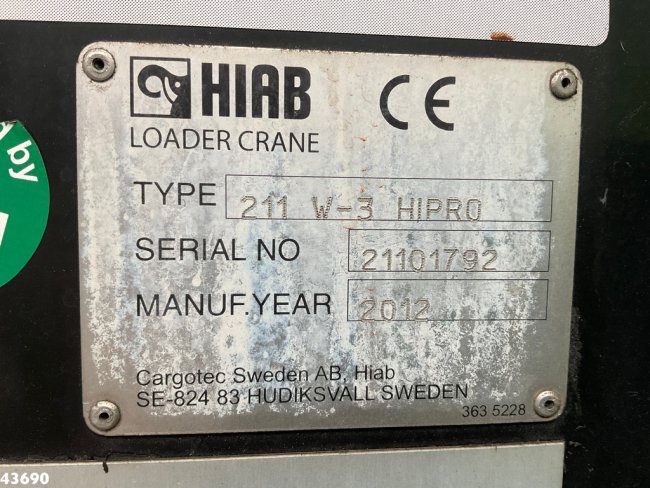 HIAB CE
LOADER CRANE
TYPE 211 W-3 HIPRO
SERIAL NO 21101792
MANUF.YEAR 2012
Cargotec Sweden AB, Hiab
SE-824 83 HUDIKSVALL SWEDEN
363 5228
by
43690